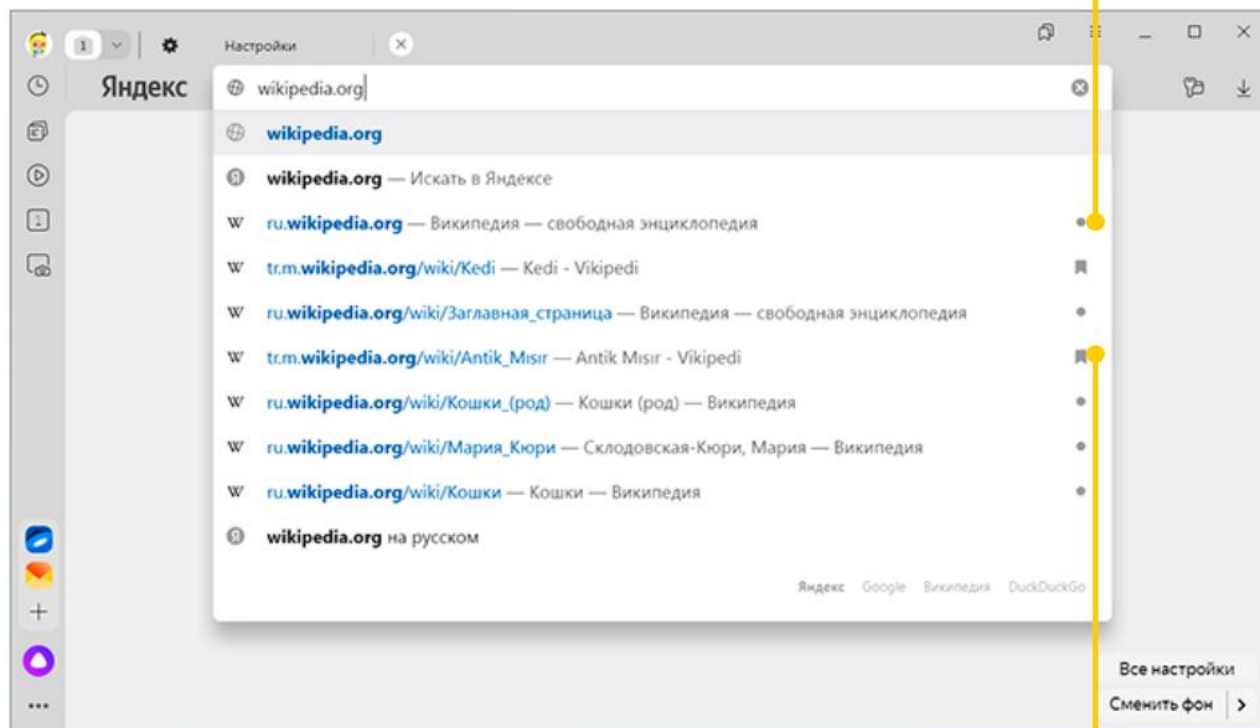 1
Настройки
Яндекс
wikipedia.org
wikipedia.org
wikipedia.org — Искать в Яндексе
ru.wikipedia.org — Википедия — свободная энциклопедия
tr.m.wikipedia.org/wiki/Kedi — Kedi - Vikipedi
ru.wikipedia.org/wiki/Заглавная_страница — Википедия — свободная энциклопедия
tr.m.wikipedia.org/wiki/Antik_Mısır — Antik Mısır - Vikipedi
ru.wikipedia.org/wiki/Кошки_(род) — Кошки (род) — Википедия
ru.wikipedia.org/wiki/Мария_Кюри — Склодовская-Кюри, Мария — Википедия
ru.wikipedia.org/wiki/Кошки — Кошки — Википедия
wikipedia.org на русском
Яндекс Google Википедия DuckDuckGo
Все настройки
Сменить фон